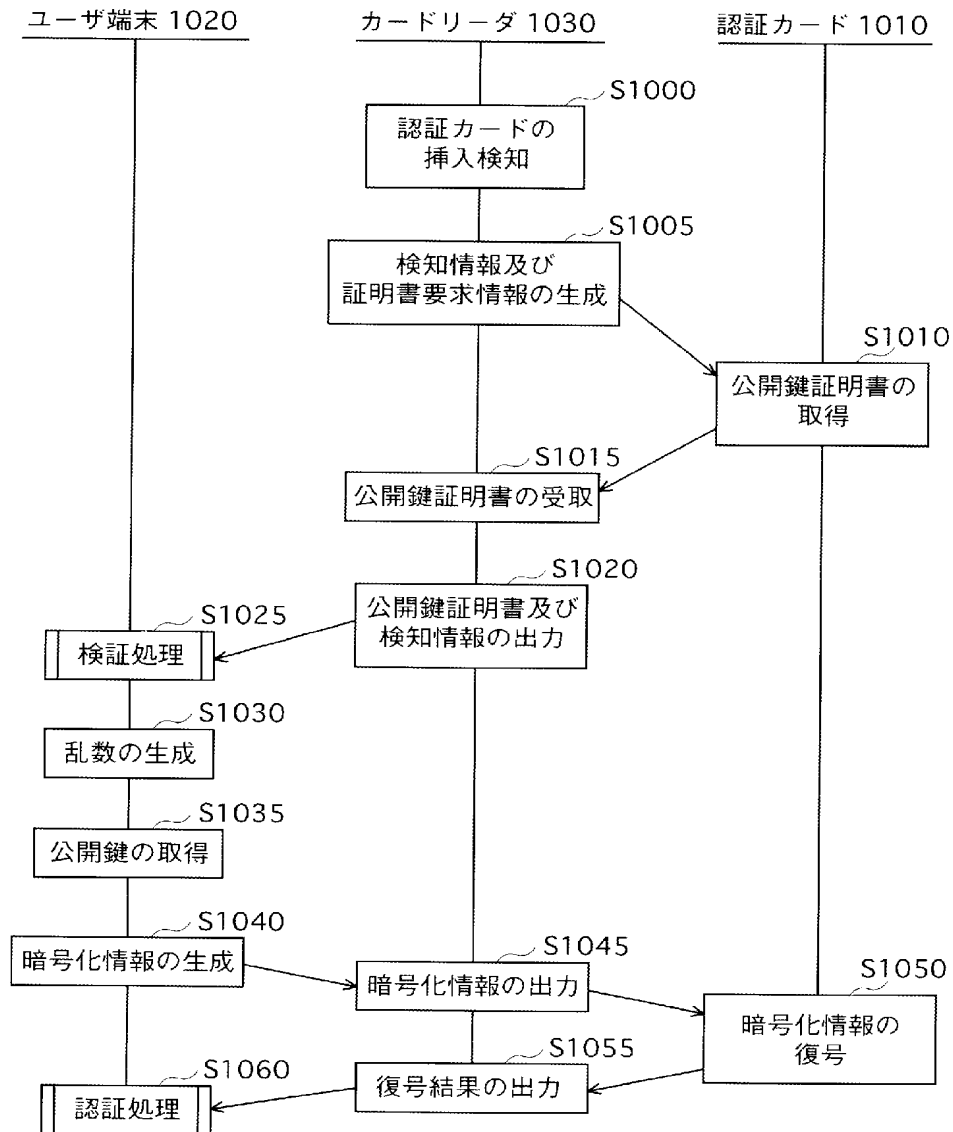 ユーザ端末 1020
カードリーダ 1030
認証カード 1010
S1000
認証カードの
挿入検知
S1005
検知情報及び
証明書要求情報の生成
S1010
公開鍵証明書の
取得
S1015
公開鍵証明書の受取
S1020
公開鍵証明書及び
検知情報の出力
S1025
検証処理
S1030
乱数の生成
S1035
公開鍵の取得
S1040
暗号化情報の生成
S1045
暗号化情報の出力
S1050
暗号化情報の
復号
S1055
復号結果の出力
S1060
認証処理